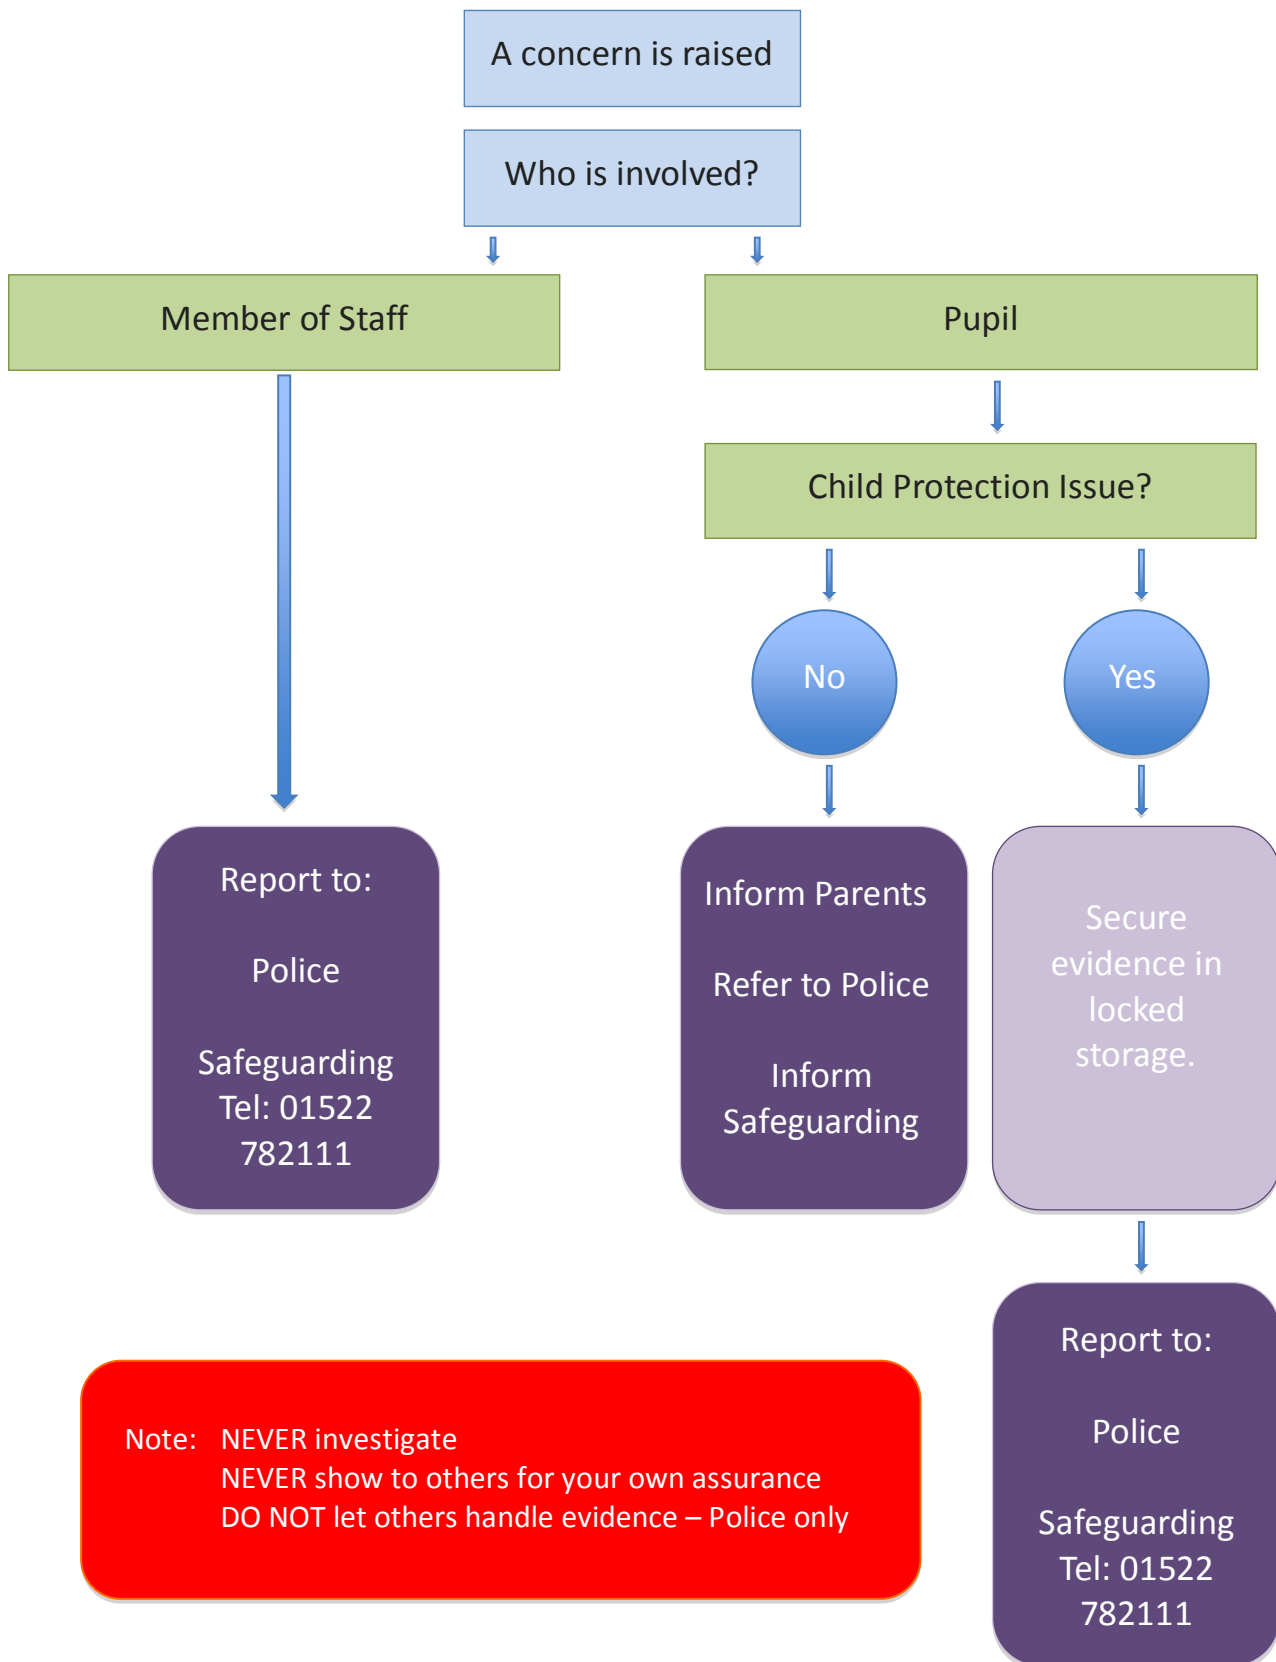 A concern is raised
Who is involved?
Member of Staff
Pupil
Child Protection Issue?
No
Yes
Report to:
Police
Safeguarding
Tel: 01522
782111
Inform Parents
Refer to Police
Inform
Safeguarding
Secure
evidence in
locked
storage.
Report to:
Police
Safeguarding
Tel: 01522
782111
Note: NEVER investigate
NEVER show to others for your own assurance
DO NOT let others handle evidence – Police only